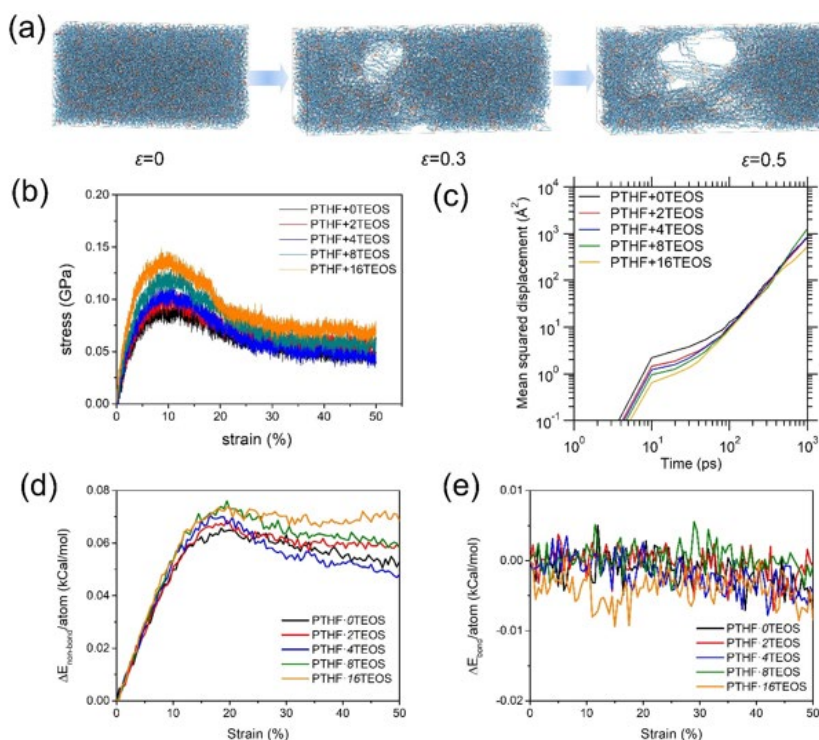 (a)
ε=0
ε=0.3
ε=0.5
(b)
stress (GPa)
0.20
0.15
0.10
0.05
0.00
PTHF+0TEOS
PTHF+2TEOS
PTHF+4TEOS
PTHF+8TEOS
PTHF+16TEOS
0 10 20 30 40 50
strain (%)
(c)
Mean squared displacement (Å²)
10⁴
10³
10²
10¹
10⁰
10⁻¹
PTHF+0TEOS
PTHF+2TEOS
PTHF+4TEOS
PTHF+8TEOS
PTHF+16TEOS
10⁰ 10¹ 10² 10³
Time (ps)
(d)
ΔEnon-bond/atom (kCal/mol)
0.08
0.06
0.04
0.02
0.00
PTHF·0TEOS
PTHF·2TEOS
PTHF·4TEOS
PTHF·8TEOS
PTHF·16TEOS
0 10 20 30 40 50
Strain (%)
(e)
ΔEbond/atom (kCal/mol)
0.01
0.00
-0.01
-0.02
PTHF·0TEOS
PTHF·2TEOS
PTHF·4TEOS
PTHF·8TEOS
PTHF·16TEOS
0 10 20 30 40 50
Strain (%)